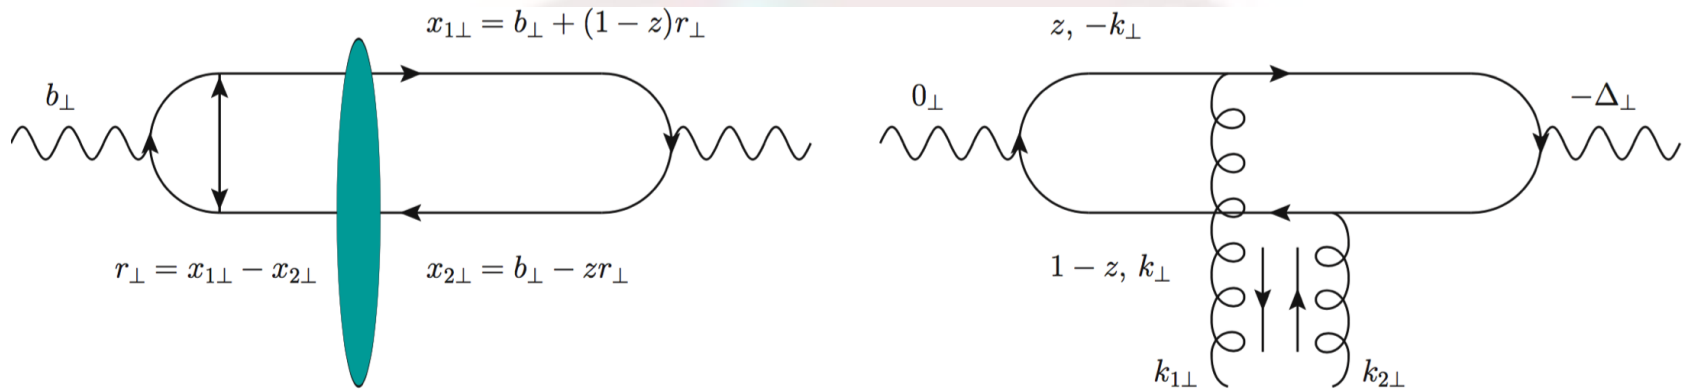 x₁⊥ = b⊥ + (1 − z)r⊥
b⊥
r⊥ = x₁⊥ − x₂⊥
x₂⊥ = b⊥ − zr⊥
z, −k⊥
0⊥
−Δ⊥
1 − z, k⊥
k₁⊥
k₂⊥